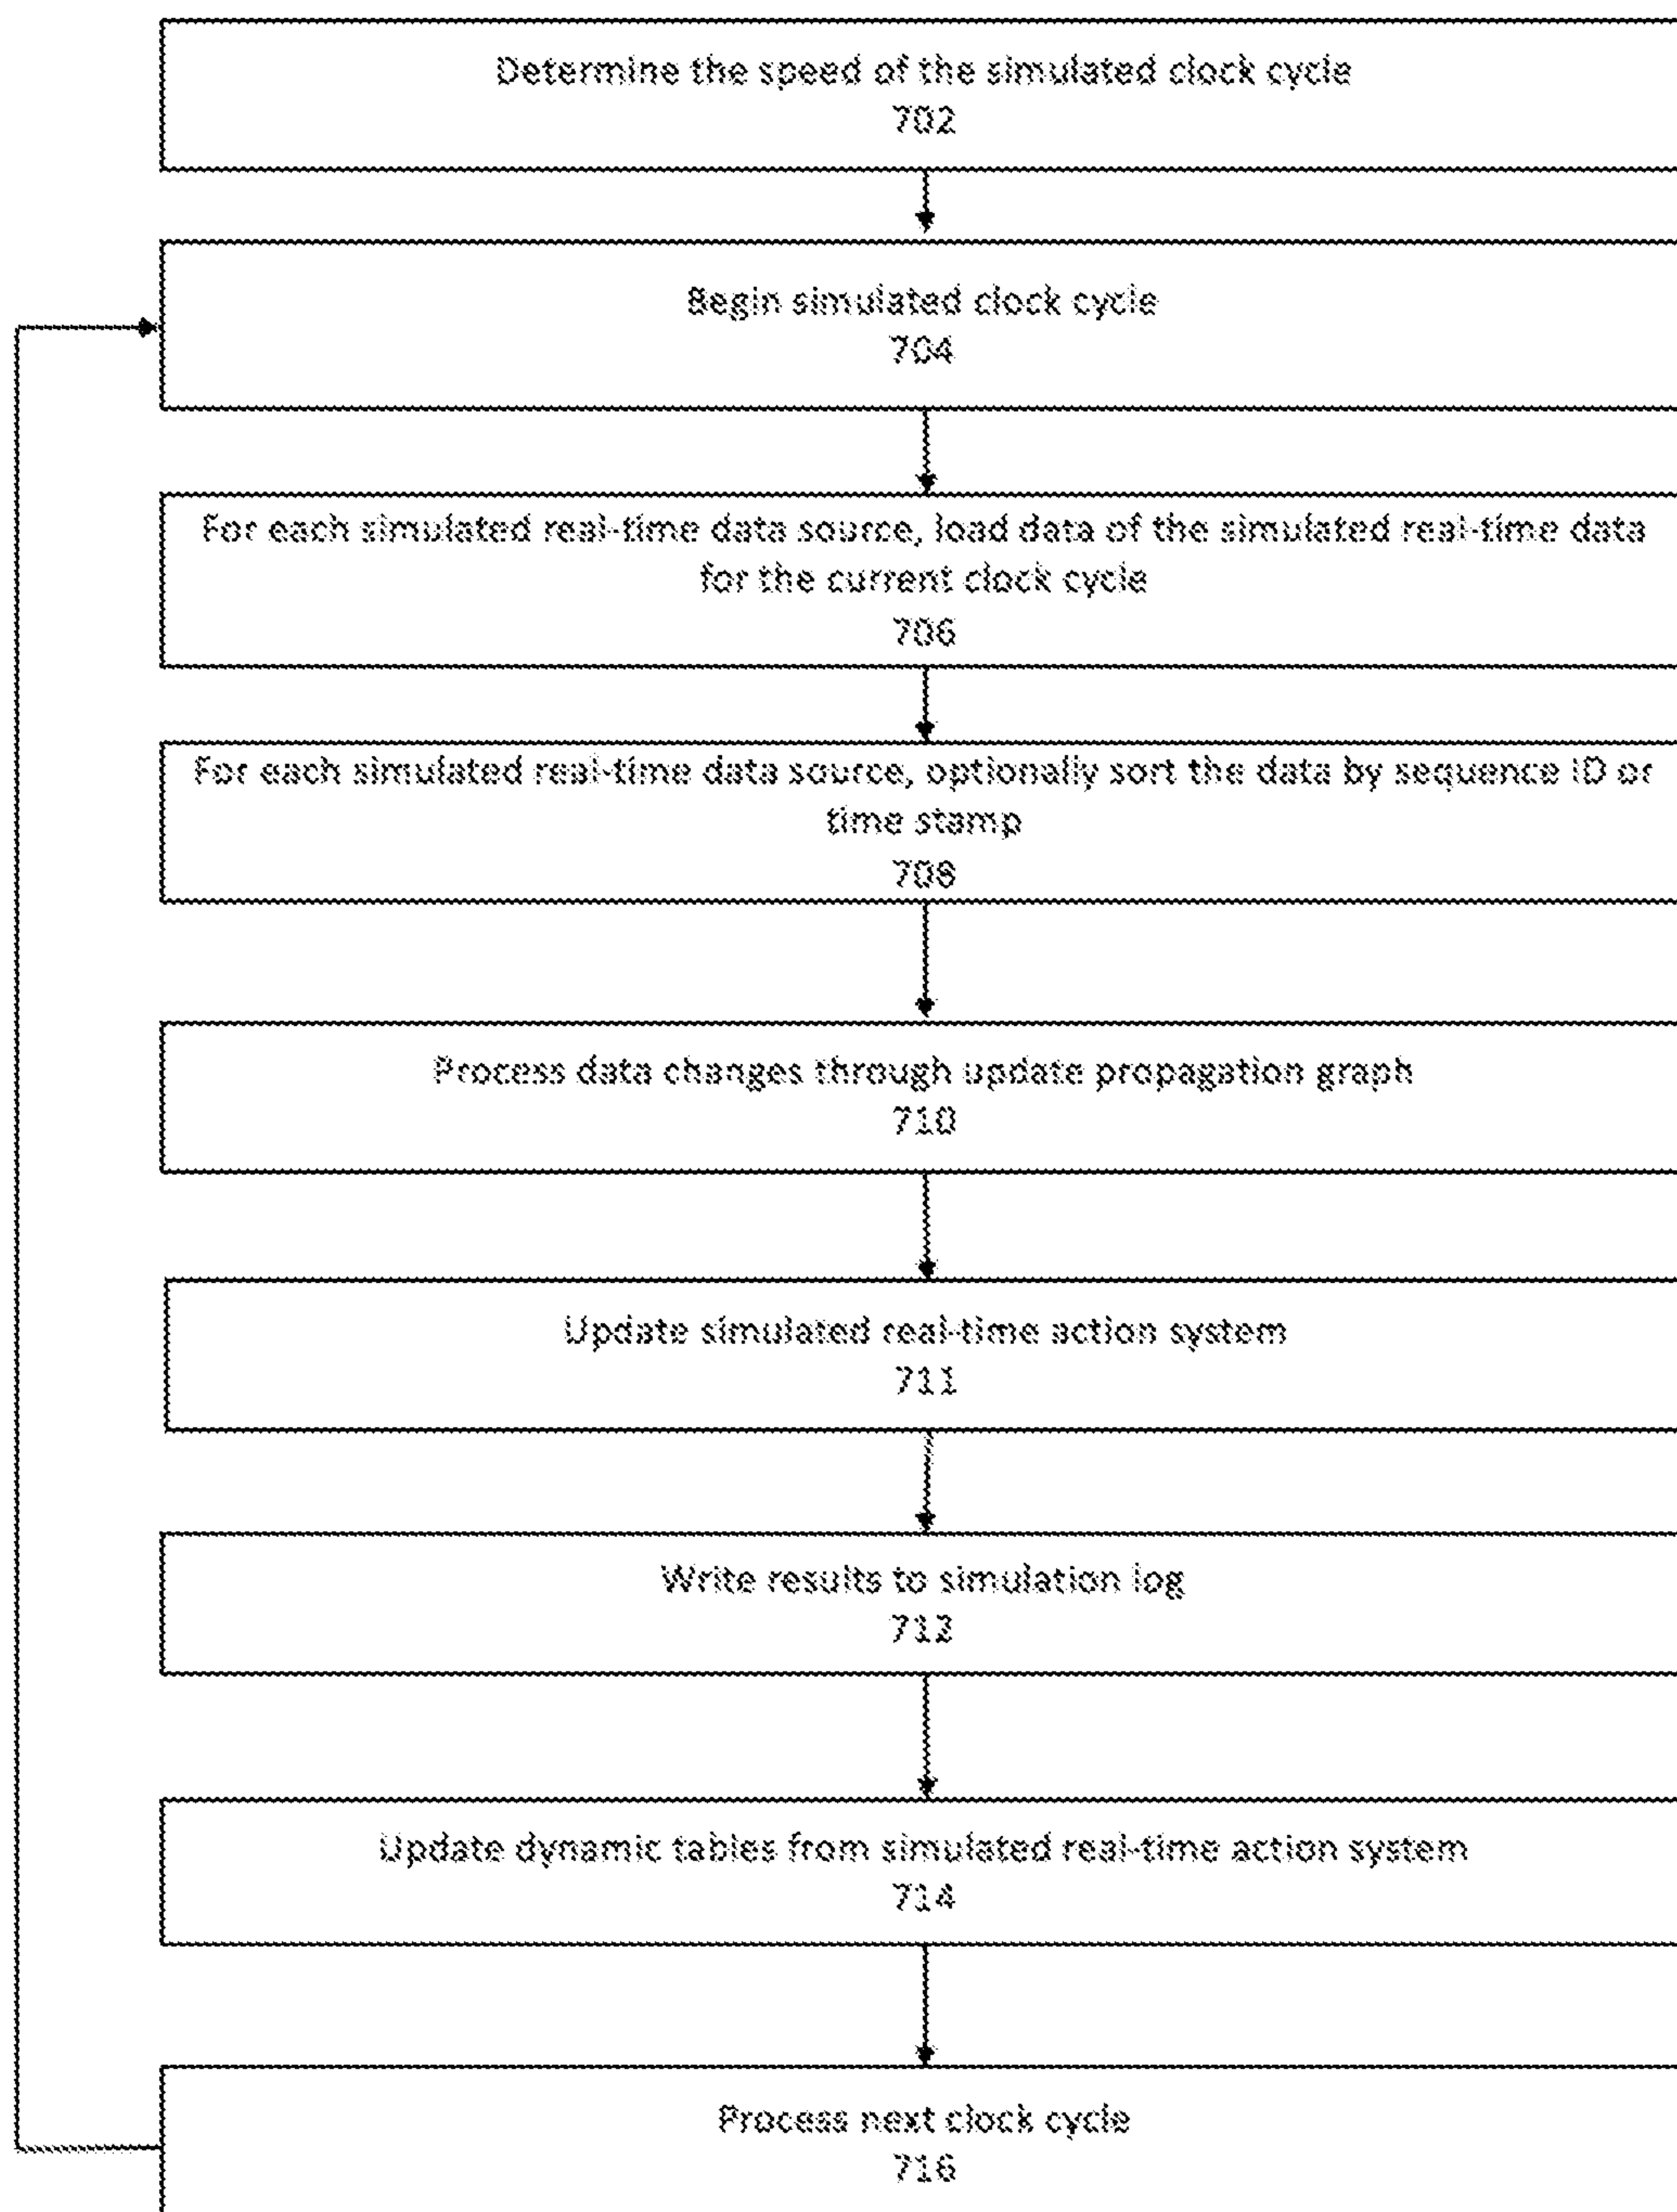 Determine the speed of the simulated clock cycle
702
Begin simulated clock cycle
704
For each simulated real-time data source, load data of the simulated real-time data
for the current clock cycle
706
For each simulated real-time data source, optionally sort the data by sequence ID or
time stamp
708
Process data changes through update propagation graph
710
Update simulated real-time action system
711
Write results to simulation log
712
Update dynamic tables from simulated real-time action system
714
Process next clock cycle
716